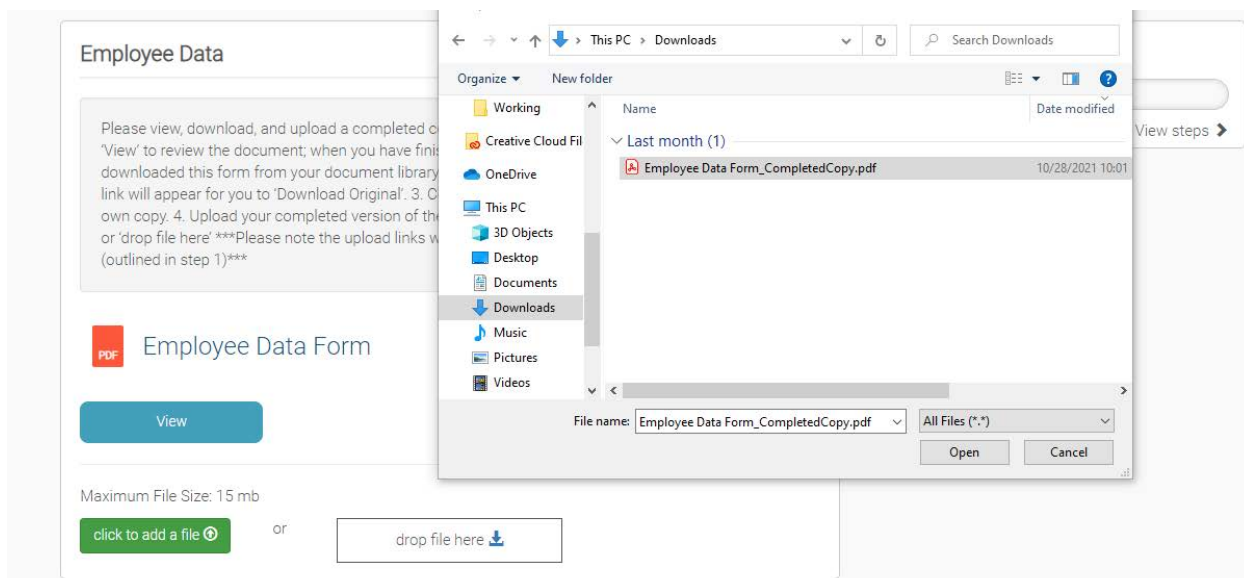 Employee Data
Please view, download, and upload a completed
'View' to review the document; when you have
downloaded this form from your document library
link will appear for you to 'Download Original'. 3.
own copy. 4. Upload your completed version of the
or 'drop file here' ***Please note the upload links
(outlined in step 1)***
PDF
Employee Data Form
View
Maximum File Size: 15 mb
click to add a file
or
drop file here
This PC > Downloads
Search Downloads
Organize
New folder
Working
Creative Cloud Fil
OneDrive
This PC
3D Objects
Desktop
Documents
Downloads
Music
Pictures
Videos
Name
Date modified
Last month (1)
Employee Data Form_CompletedCopy.pdf
10/28/2021 10:01
File name:
Employee Data Form_CompletedCopy.pdf
All Files (*.*)
Open
Cancel
View steps